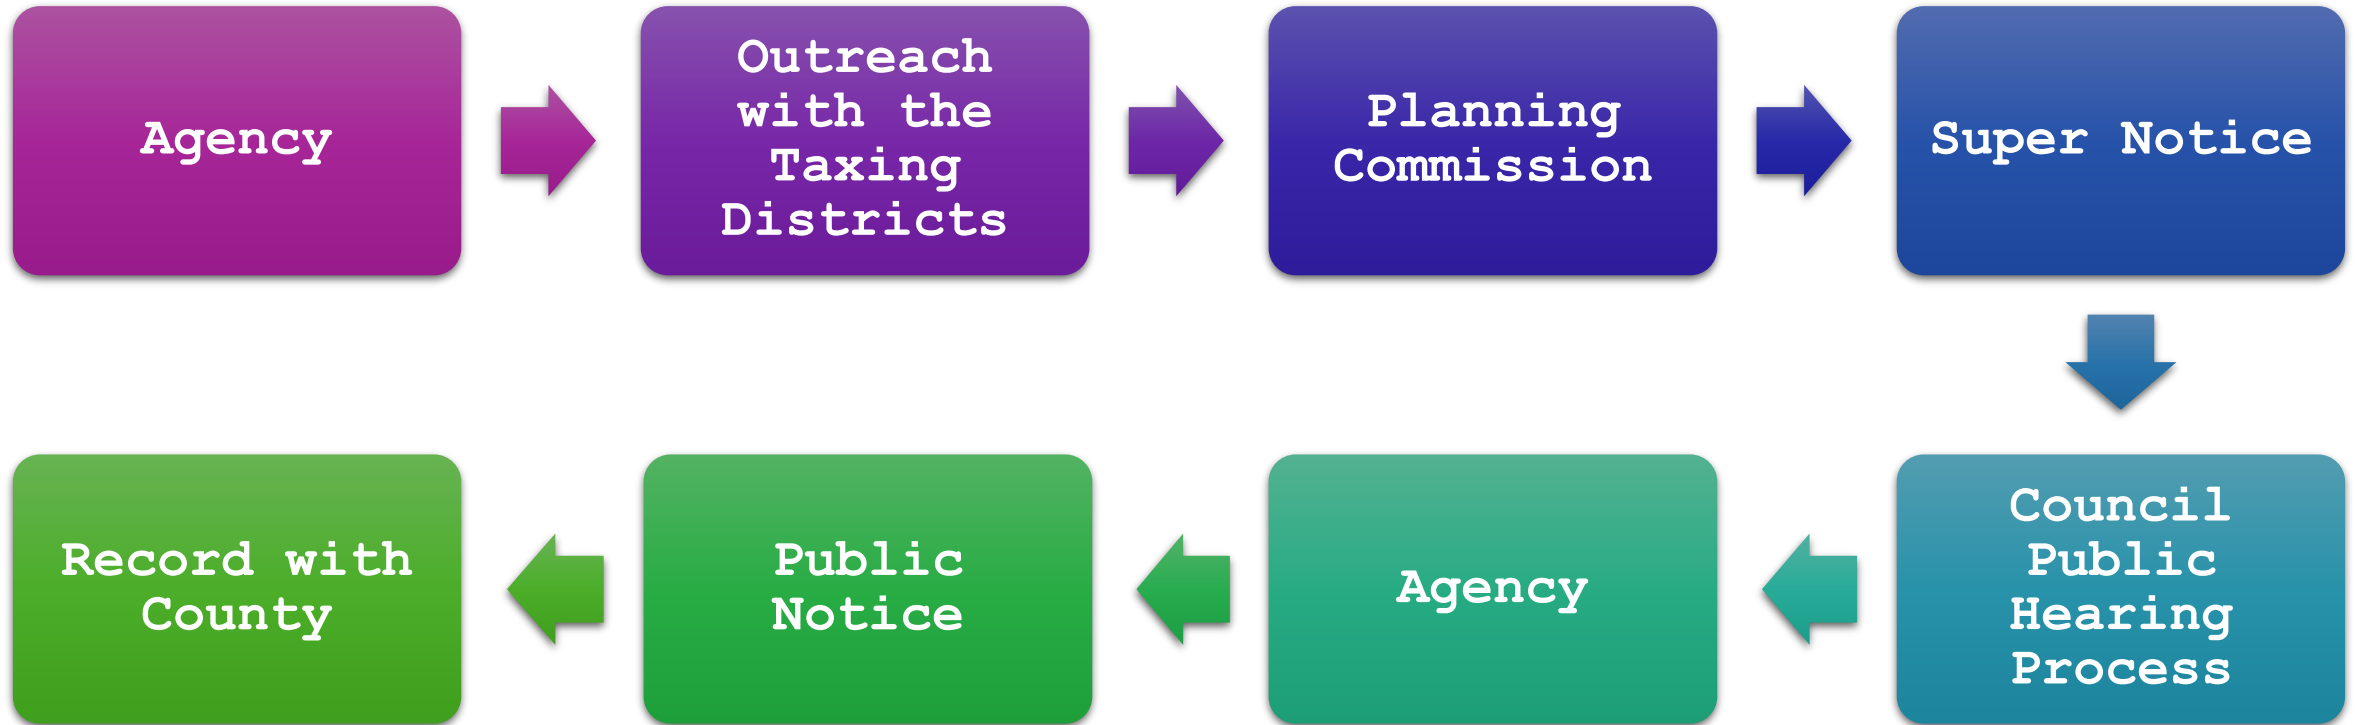 Agency
Outreach
with the
Taxing
Districts
Planning
Commission
Super Notice
Council
Public
Hearing
Process
Agency
Public
Notice
Record with
County